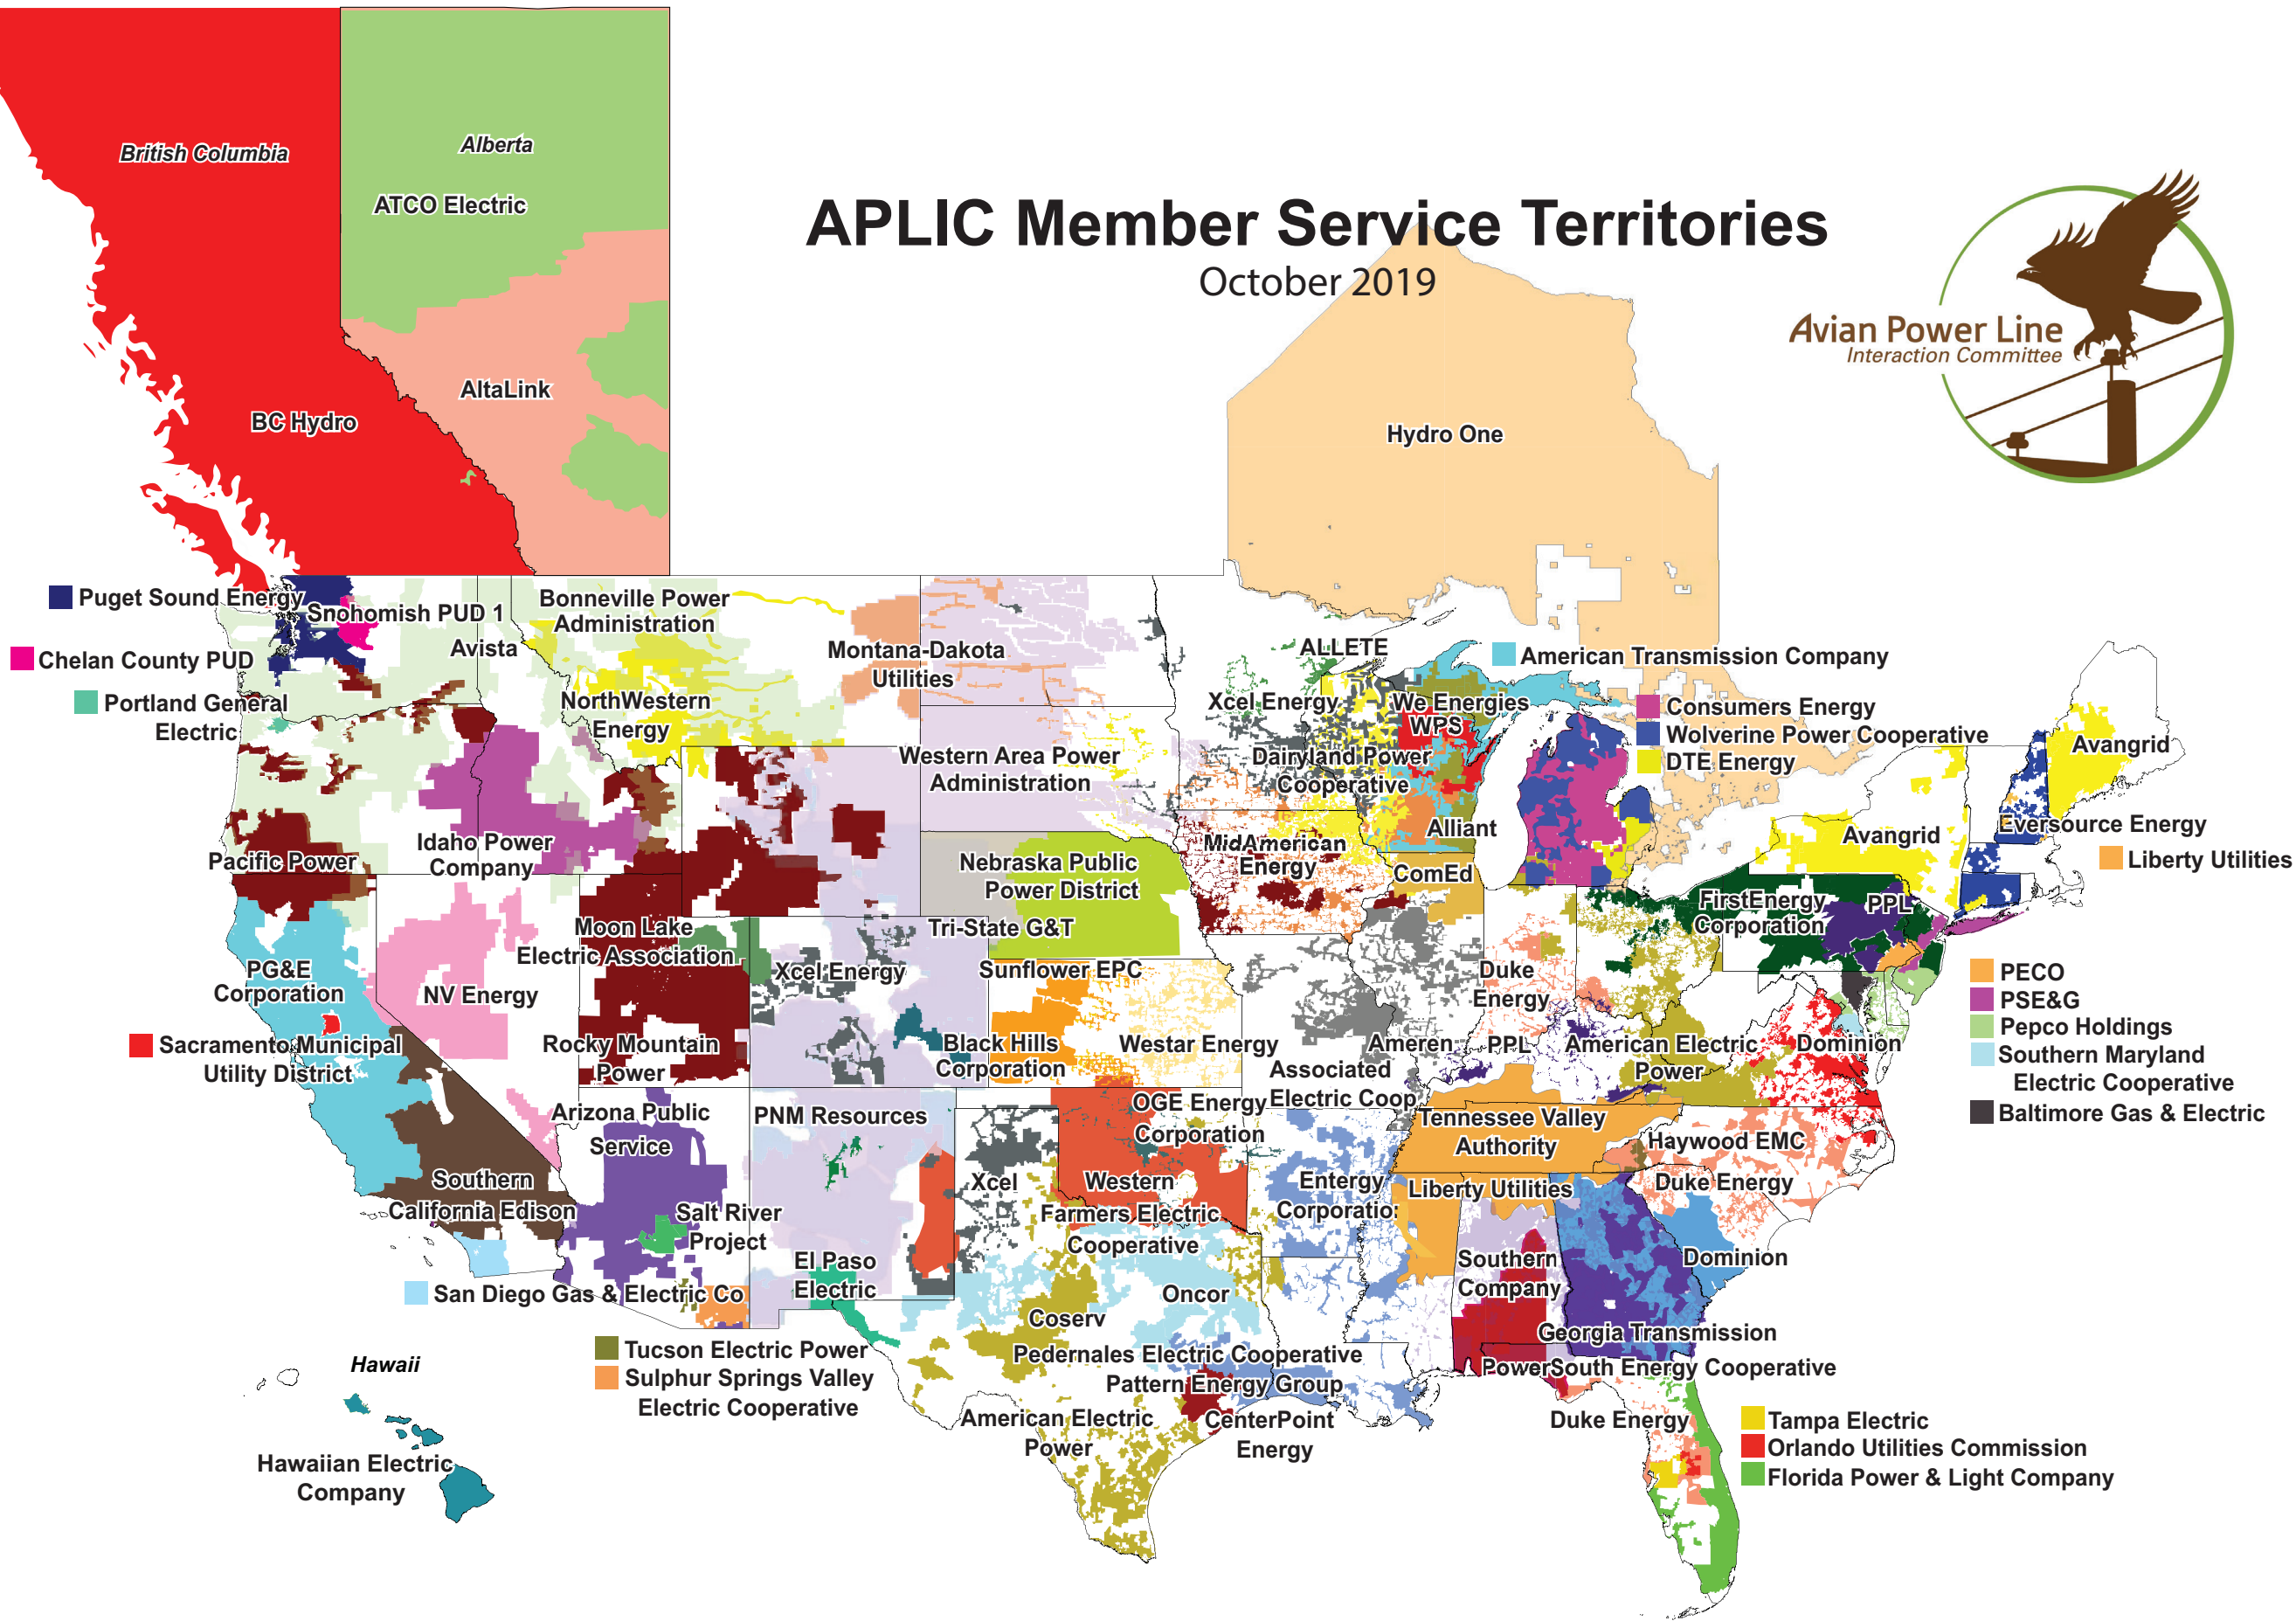 British Columbia
Alberta
ATCO Electric
APLIC Member Service Territories
October 2019
Avian Power Line
Interaction Committee
AltaLink
BC Hydro
Hydro One
Puget Sound Energy
Snohomish PUD 1
Bonneville Power
Administration
Chelan County PUD
Avista
Montana-Dakota
Utilities
ALLETE
American Transmission Company
Portland General
Electric
NorthWestern
Energy
Xcel Energy
We Energies
WPS
Consumers Energy
Wolverine Power Cooperative
DTE Energy
Avangrid
Western Area Power
Administration
Dairyland Power
Cooperative
Pacific Power
Idaho Power
Company
Nebraska Public
Power District
MidAmerican
Energy
Alliant
ComEd
Avangrid
Eversource Energy
Liberty Utilities
Moon Lake
Electric Association
Tri-State G&T
FirstEnergy
Corporation
PPL
PG&E
Corporation
NV Energy
Xcel Energy
Sunflower EPC
Duke
Energy
PECO
PSE&G
Pepco Holdings
Southern Maryland
Electric Cooperative
Baltimore Gas & Electric
Sacramento Municipal
Utility District
Rocky Mountain
Power
Black Hills
Corporation
Westar Energy
Associated
Electric Coop
Ameren
PPL
American Electric
Power
Dominion
Arizona Public
Service
PNM Resources
OGE Energy
Corporation
Tennessee Valley
Authority
Haywood EMC
Southern
California Edison
Salt River
Project
Xcel
Western
Farmers Electric
Cooperative
Entergy
Corporatio
Liberty Utilities
Duke Energy
El Paso
Electric
San Diego Gas & Electric Co
Oncor
Coserv
Southern
Company
Dominion
Georgia Transmission
Tucson Electric Power
Sulphur Springs Valley
Electric Cooperative
Pedernales Electric Cooperative
Pattern Energy Group
PowerSouth Energy Cooperative
Hawaii
Hawaiian Electric
Company
American Electric
Power
CenterPoint
Energy
Duke Energy
Tampa Electric
Orlando Utilities Commission
Florida Power & Light Company